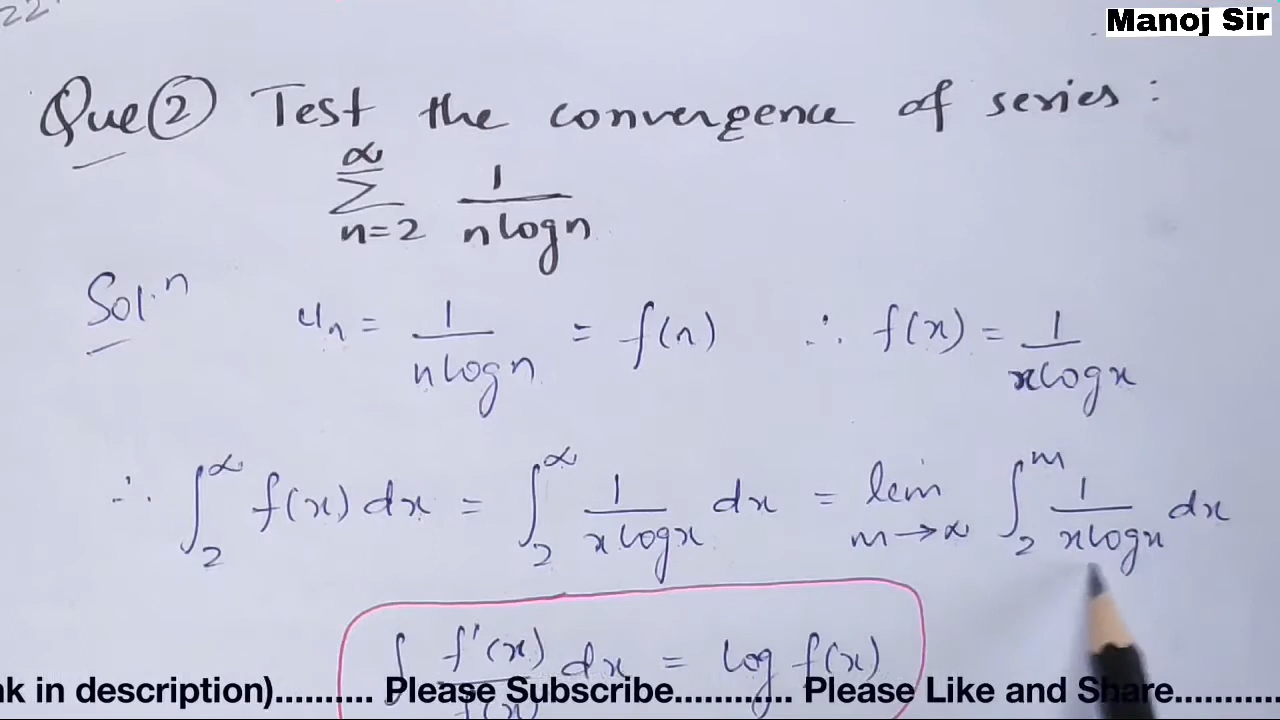 22
Manoj Sir
Que ② Test the convergence of series :
∑_{n=2}^{∞} 1/(n log n)
Sol.ⁿ uₙ = 1/(n log n) = f(n) ∴ f(x) = 1/(x log x)
∴ ∫₂^∞ f(x) dx = ∫₂^∞ 1/(x log x) dx = lim_{m→∞} ∫₂^m 1/(x log x) dx
∫ f'(x)/f(x) dx = log f(x)
nk in description).......... Please Subscribe............ Please Like and Share...........